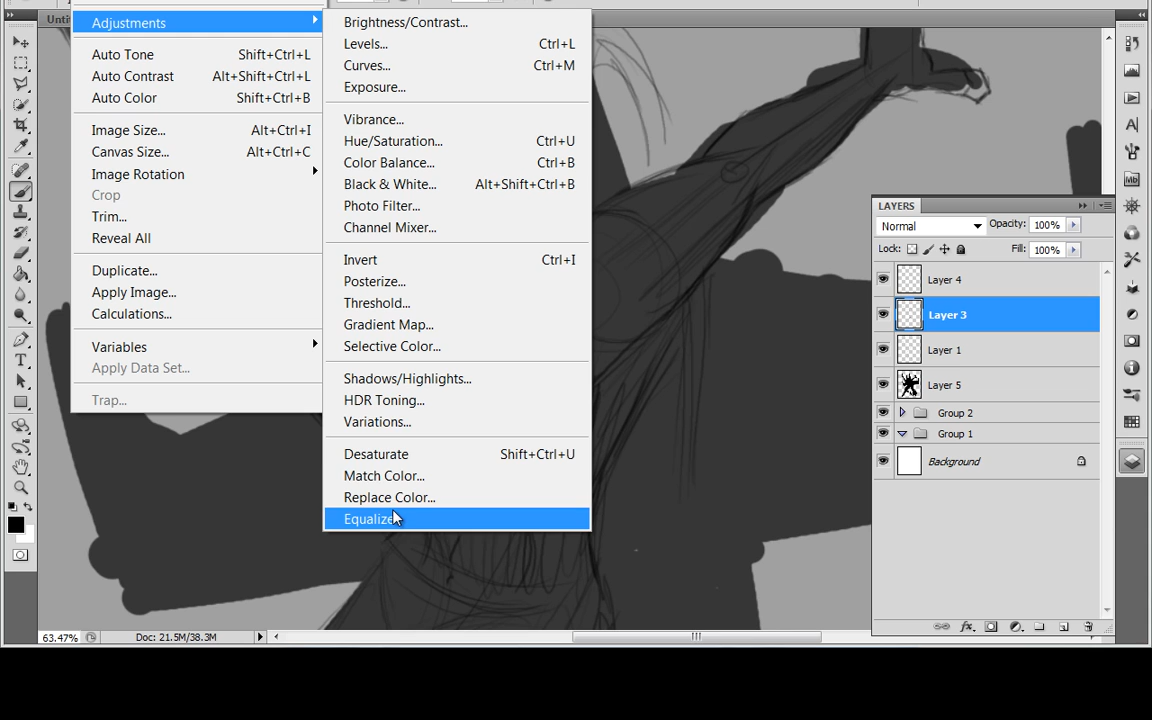 Untit
Adjustments
Auto Tone Shift+Ctrl+L
Auto Contrast Alt+Shift+Ctrl+L
Auto Color Shift+Ctrl+B
Image Size... Alt+Ctrl+I
Canvas Size... Alt+Ctrl+C
Image Rotation
Crop
Trim...
Reveal All
Duplicate...
Apply Image...
Calculations...
Variables
Apply Data Set...
Trap...
Brightness/Contrast...
Levels... Ctrl+L
Curves... Ctrl+M
Exposure...
Vibrance...
Hue/Saturation... Ctrl+U
Color Balance... Ctrl+B
Black & White... Alt+Shift+Ctrl+B
Photo Filter...
Channel Mixer...
Invert Ctrl+I
Posterize...
Threshold...
Gradient Map...
Selective Color...
Shadows/Highlights...
HDR Toning...
Variations...
Desaturate Shift+Ctrl+U
Match Color...
Replace Color...
Equalize
LAYERS
Normal Opacity: 100%
Lock: Fill: 100%
Layer 4
Layer 3
Layer 1
Layer 5
Group 2
Group 1
Background
63.47% Doc: 21.5M/38.3M